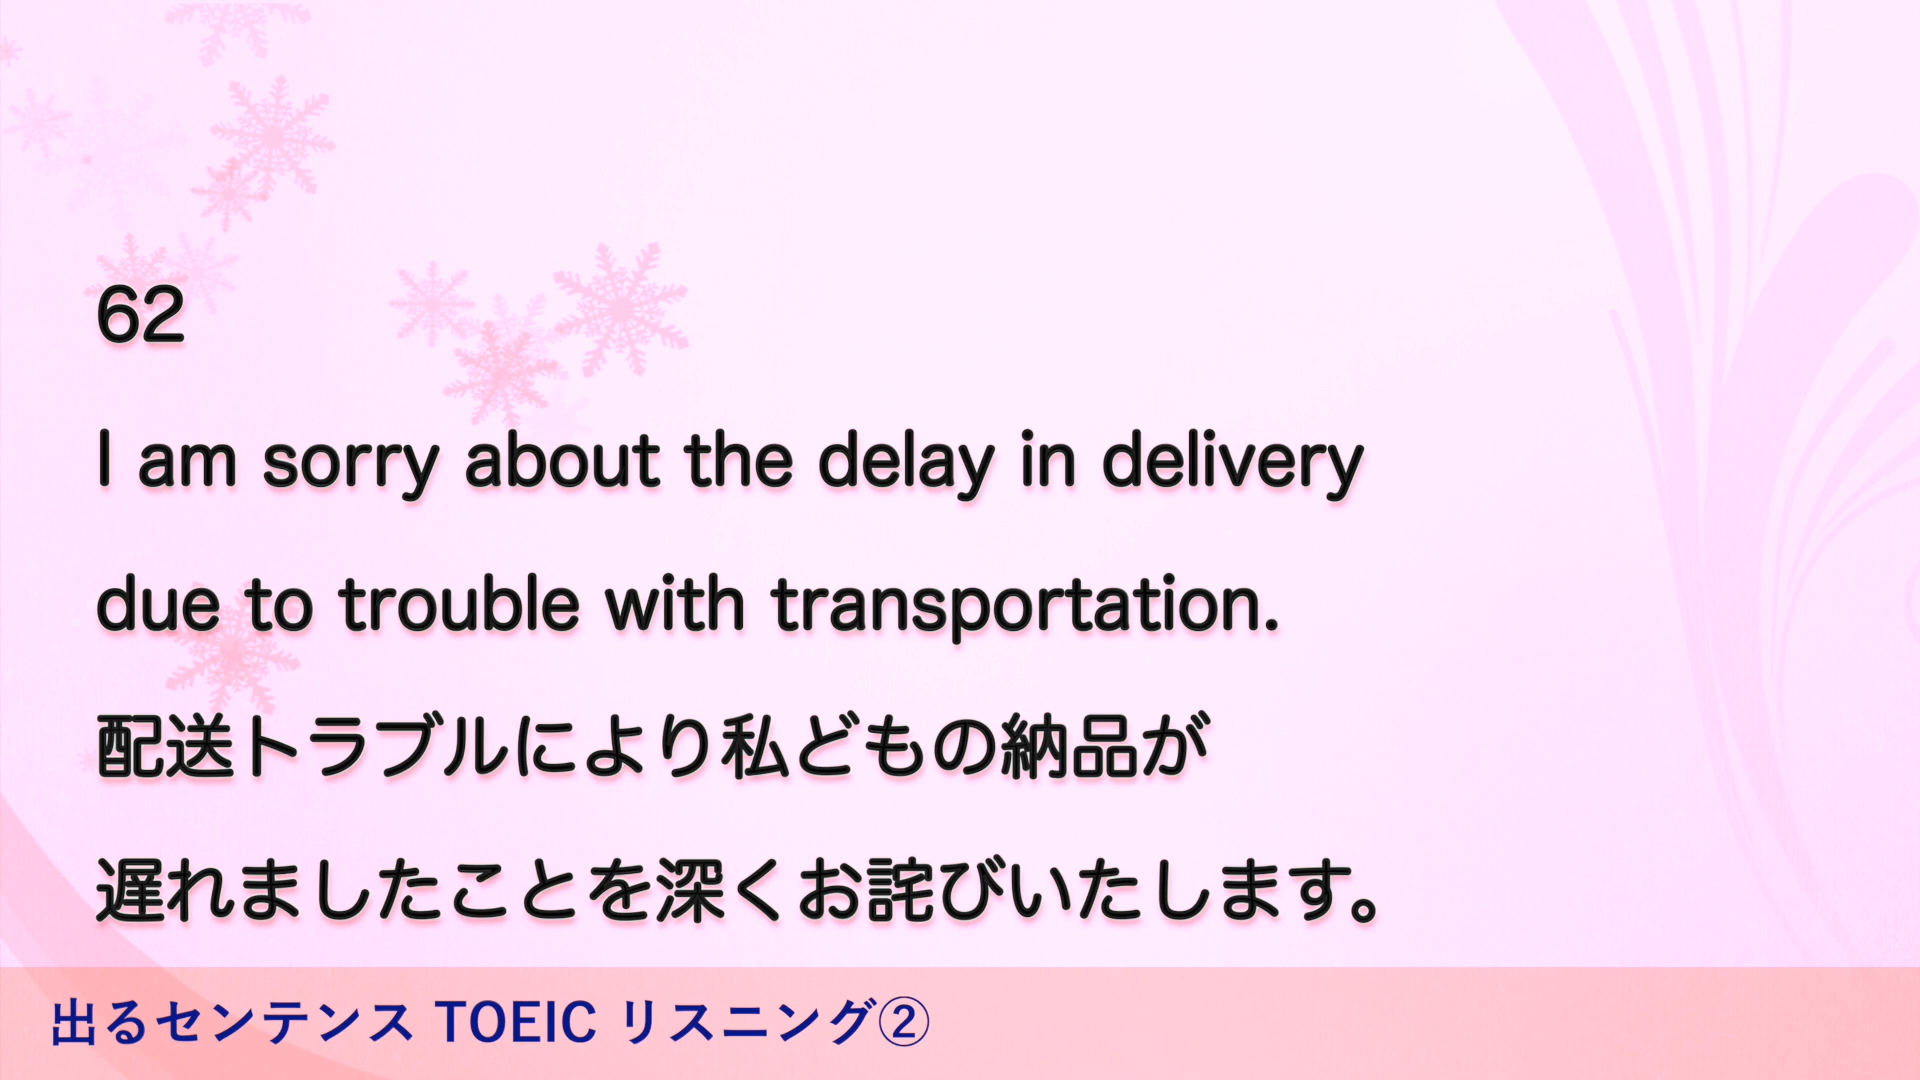 62
I am sorry about the delay in delivery
due to trouble with transportation.
配送トラブルにより私どもの納品が
遅れましたことを深くお詫びいたします。
出るセンテンス TOEIC リスニング②